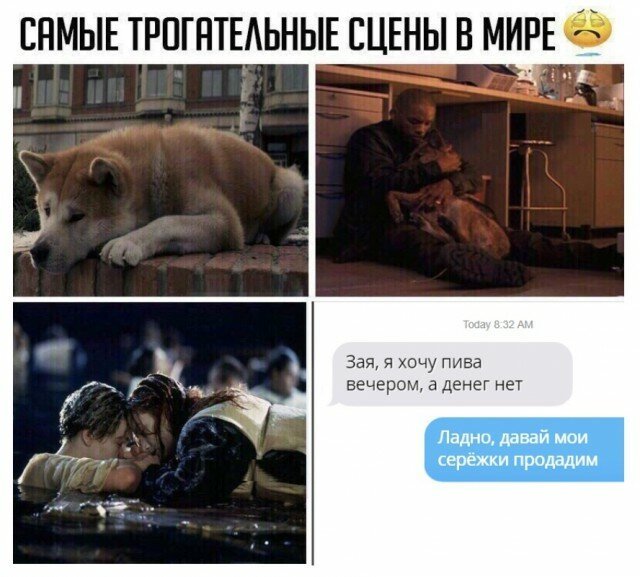 САМЫЕ ТРОГАТЕЛЬНЫЕ СЦЕНЫ В МИРЕ
Today 8:32 AM
Зая, я хочу пива
вечером, а денег нет
Ладно, давай мои
серёжки продадим